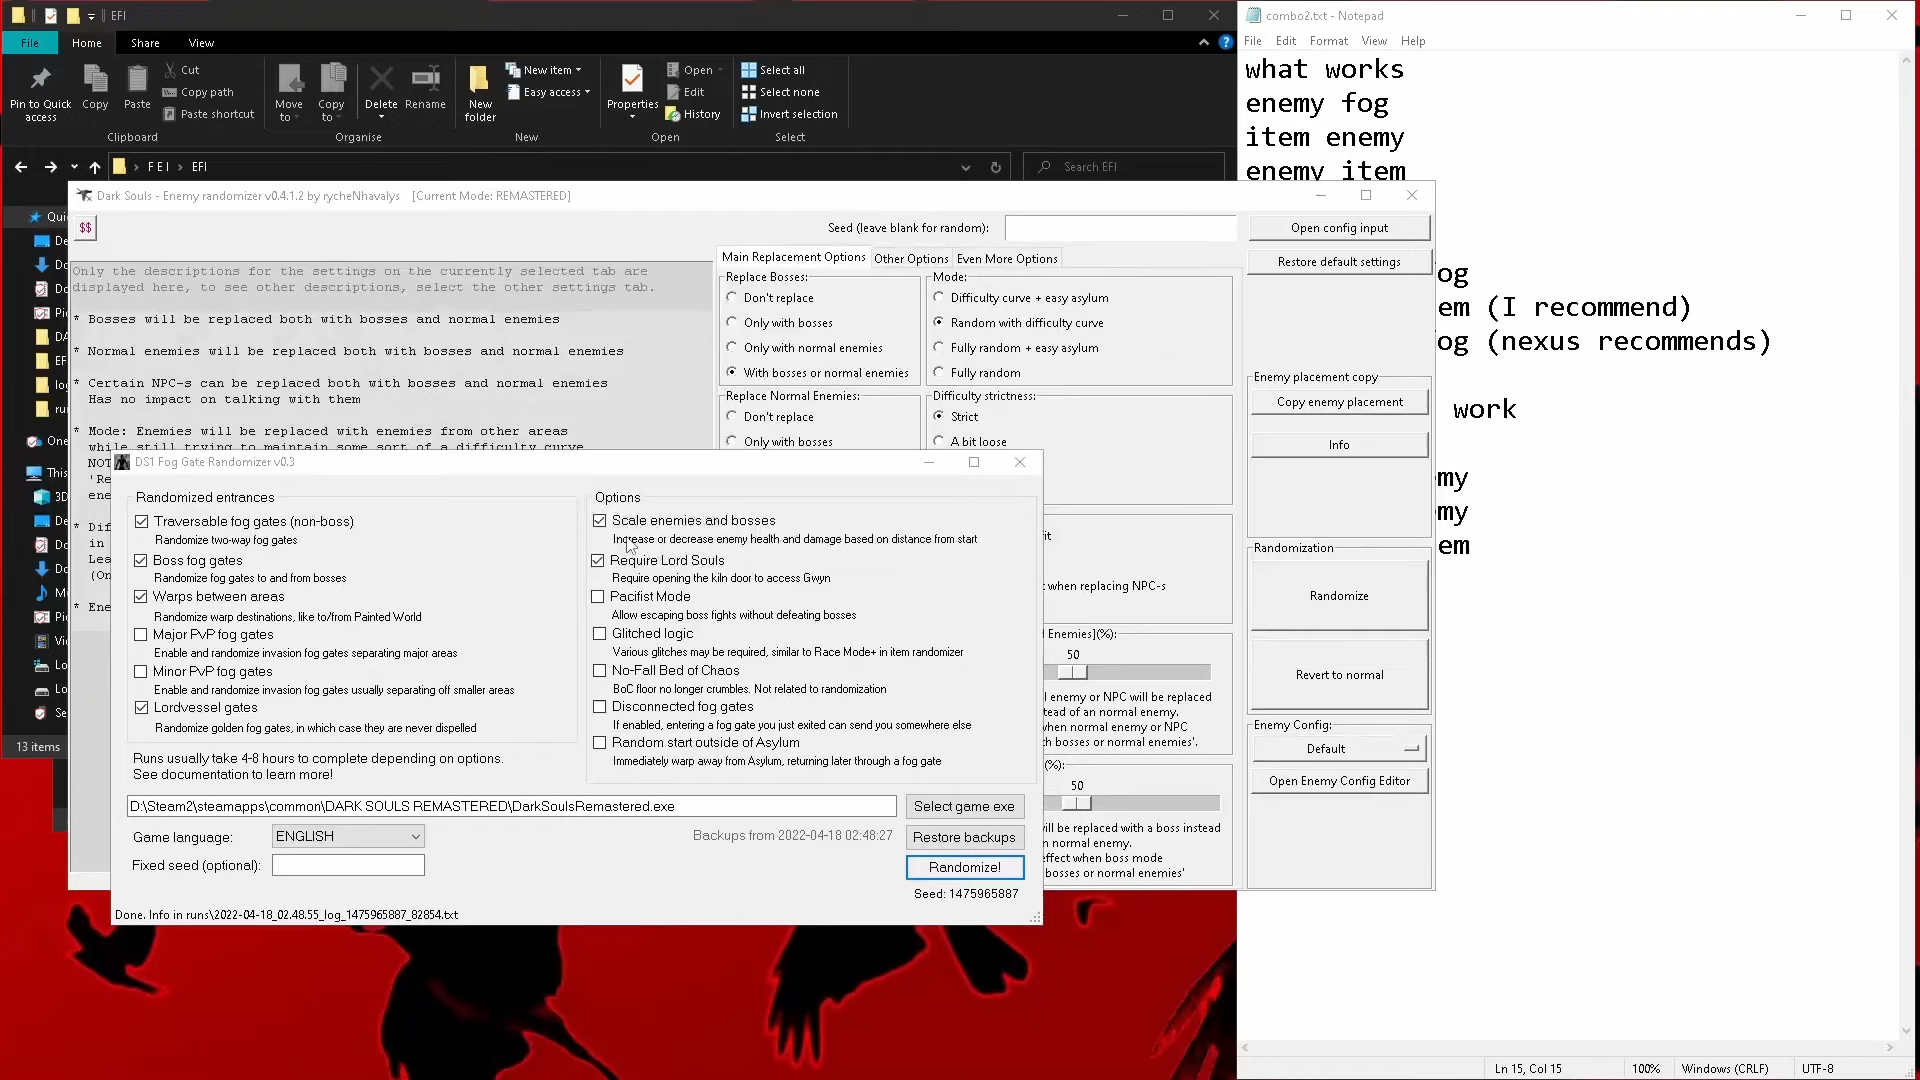 EFI
File Home Share View
Pin to Quick access
Copy
Paste
Cut
Copy path
Paste shortcut
Clipboard
Move to
Copy to
Delete
Rename
Organise
New folder
New item
Easy access
New
Properties
Open
Edit
History
Open
Select all
Select none
Invert selection
Select
F E I > EFI
Search EFI
13 items
combo2.txt - Notepad
File Edit Format View Help
what works
enemy fog
item enemy
enemy item
og
em (I recommend)
og (nexus recommends)
work
my
my
em
Ln 15, Col 15
100%
Windows (CRLF)
UTF-8
Dark Souls - Enemy randomizer v0.4.1.2 by rycheNhavalys [Current Mode: REMASTERED]
$$
Seed (leave blank for random):
Open config input
Restore default settings
Only the descriptions for the settings on the currently selected tab are
displayed here, to see other descriptions, select the other settings tab.
* Bosses will be replaced both with bosses and normal enemies
* Normal enemies will be replaced both with bosses and normal enemies
* Certain NPC-s can be replaced both with bosses and normal enemies
Has no impact on talking with them
* Mode: Enemies will be replaced with enemies from other areas
while still trying to maintain some sort of a difficulty curve
Main Replacement Options
Other Options
Even More Options
Replace Bosses:
Don't replace
Only with bosses
Only with normal enemies
With bosses or normal enemies
Mode:
Difficulty curve + easy asylum
Random with difficulty curve
Fully random + easy asylum
Fully random
Replace Normal Enemies:
Don't replace
Only with bosses
Difficulty strictness:
Strict
A bit loose
it
when replacing NPC-s
Enemies](%):
50
l enemy or NPC will be replaced
stead of an normal enemy.
when normal enemy or NPC
h bosses or normal enemies'.
(%):
50
ill be replaced with a boss instead
n normal enemy.
effect when boss mode
bosses or normal enemies'
Enemy placement copy
Copy enemy placement
Info
Randomization
Randomize
Revert to normal
Enemy Config:
Default
Open Enemy Config Editor
DS1 Fog Gate Randomizer v0.3
Randomized entrances
Traversable fog gates (non-boss)
Randomize two-way fog gates
Boss fog gates
Randomize fog gates to and from bosses
Warps between areas
Randomize warp destinations, like to/from Painted World
Major PvP fog gates
Enable and randomize invasion fog gates separating major areas
Minor PvP fog gates
Enable and randomize invasion fog gates usually separating off smaller areas
Lordvessel gates
Randomize golden fog gates, in which case they are never dispelled
Runs usually take 4-8 hours to complete depending on options.
See documentation to learn more!
Options
Scale enemies and bosses
Increase or decrease enemy health and damage based on distance from start
Require Lord Souls
Require opening the kiln door to access Gwyn
Pacifist Mode
Allow escaping boss fights without defeating bosses
Glitched logic
Various glitches may be required, similar to Race Mode+ in item randomizer
No-Fall Bed of Chaos
BoC floor no longer crumbles. Not related to randomization
Disconnected fog gates
If enabled, entering a fog gate you just exited can send you somewhere else
Random start outside of Asylum
Immediately warp away from Asylum, returning later through a fog gate
D:\Steam2\steamapps\common\DARK SOULS REMASTERED\DarkSoulsRemastered.exe
Select game exe
Game language:
ENGLISH
Backups from 2022-04-18 02:48:27
Restore backups
Fixed seed (optional):
Randomize!
Seed: 1475965887
Done. Info in runs\2022-04-18_02.48.55_log_1475965887_82854.txt